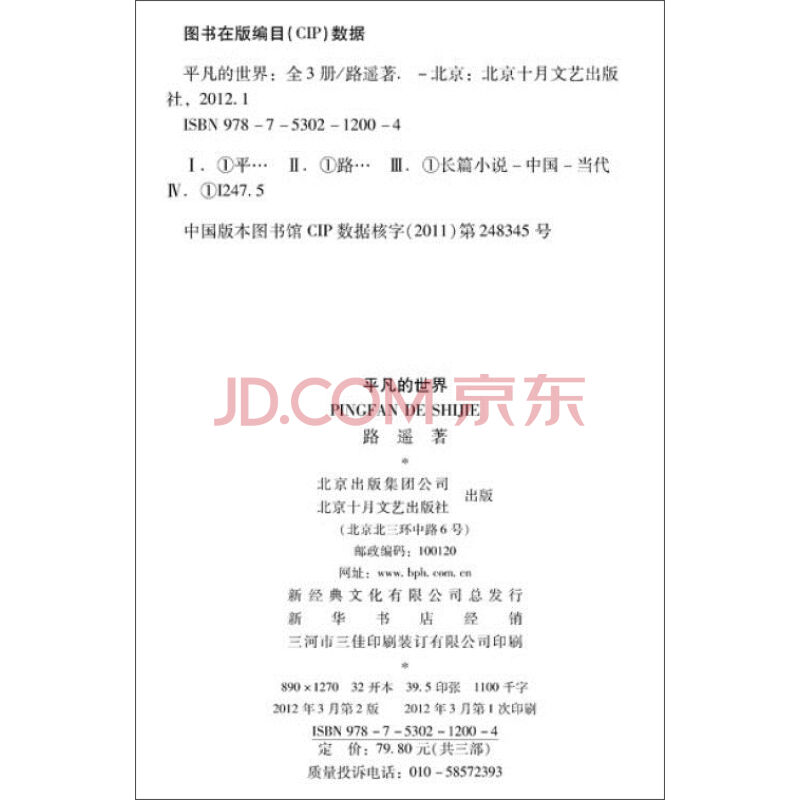 图书在版编目(CIP)数据
平凡的世界：全3册/路遥著. -北京：北京十月文艺出版
社，2012.1
ISBN 978-7-5302-1200-4
Ⅰ. ①平… Ⅱ. ①路… Ⅲ. ①长篇小说-中国-当代
Ⅳ. ①I247.5
中国版本图书馆CIP数据核字(2011)第248345号
平凡的世界
JD.COM 京东
PINGFAN DE SHIJIE
路 遥 著
*
北京出版集团公司
北京十月文艺出版社 出版
(北京北三环中路6号)
邮政编码：100120
网址：www.bph.com.cn
新经典文化有限公司总发行
新华书店经销
三河市三佳印刷装订有限公司印刷
*
890×1270 32开本 39.5印张 1100千字
2012年3月第2版 2012年3月第1次印刷
ISBN 978-7-5302-1200-4
定 价：79.80元(共三部)
质量投诉电话：010-58572393